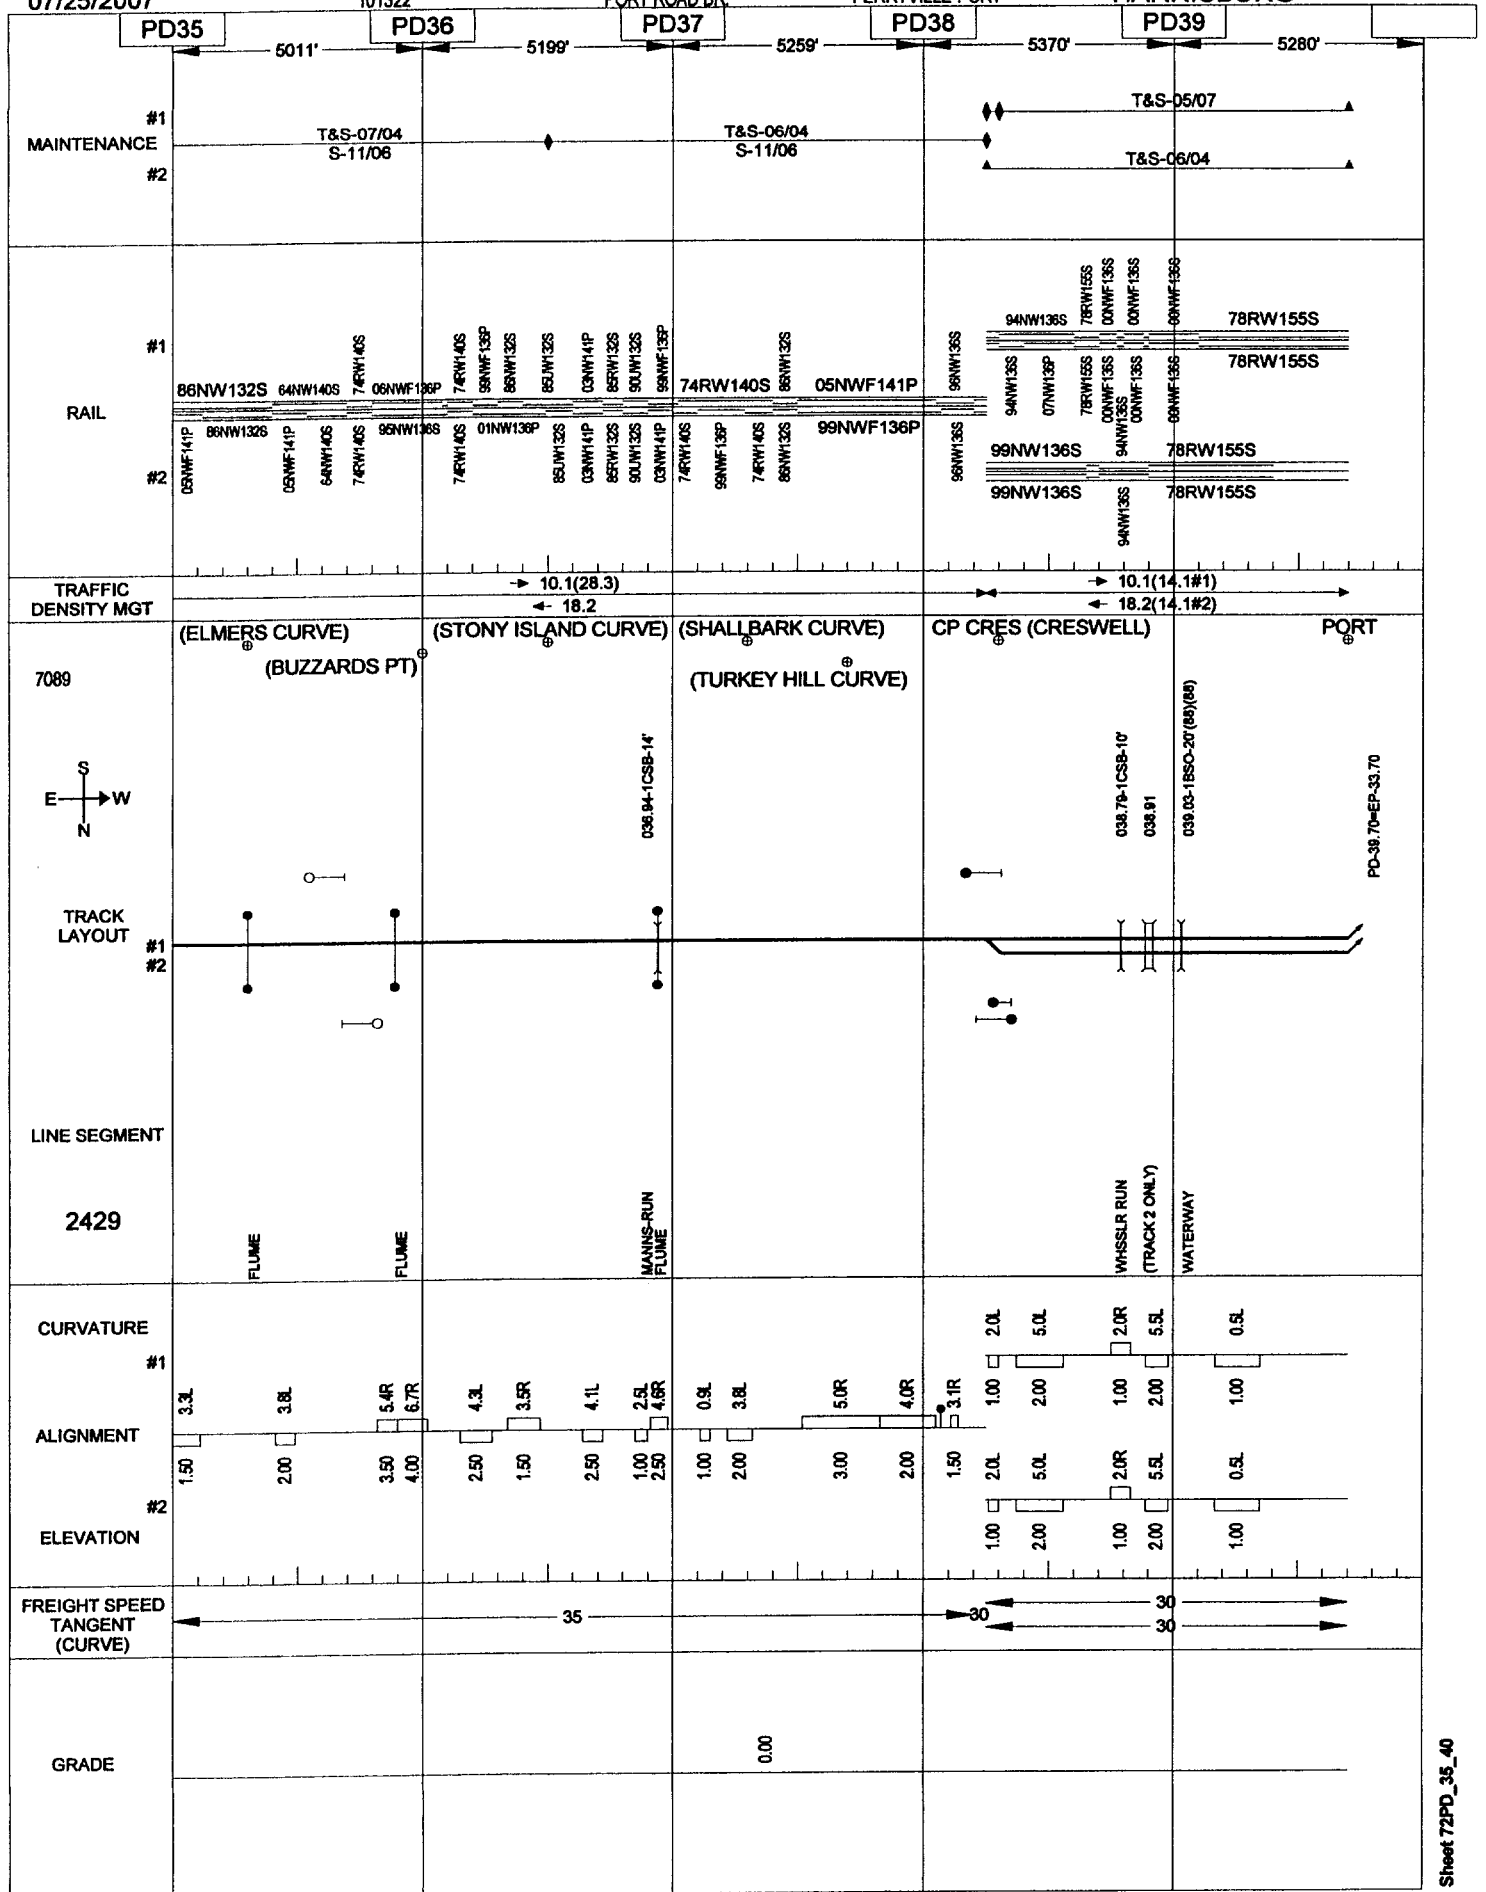 07/25/2007 101322 PORT ROAD BR. PERRYVILLE-PORT HARRISBURG
PD35 PD36 PD37 PD38 PD39
5011' 5199' 5259' 5370' 5280'
#1
MAINTENANCE
#2
T&S-07/04
S-11/06
T&S-06/04
S-11/06
T&S-05/07
T&S-06/04
#1
RAIL
#2
94NW136S 78RW155S 00NWF136S 00NWF136S 00NWF136S 78RW155S
94NW136S 07NW136P 78RW155S 00NWF136S 00NWF136S 00NWF136S 78RW155S
86NW132S 64NW140S 74RW140S 06NWF136P 74RW140S 99NWF136P 86NW132S 85UW132S 03NW141P 85RW132S 90UW132S 99NWF136P 74RW140S 86NW132S 05NWF141P 96NW136S
05NWF141P 86NW132S 05NWF141P 64NW140S 74RW140S 95NW136S 74RW140S 01NW136P 85UW132S 03NW141P 85RW132S 90UW132S 03NW141P 74RW140S 99NWF136P 74RW140S 86NW132S 99NWF136P 96NW136S
99NW136S 94NW136S 78RW155S
99NW136S 94NW136S 78RW155S
TRAFFIC
DENSITY MGT
10.1(28.3)
18.2
10.1(14.1#1)
18.2(14.1#2)
(ELMERS CURVE) (STONY ISLAND CURVE) (SHALLBARK CURVE) CP CRES (CRESWELL) PORT
(BUZZARDS PT) (TURKEY HILL CURVE)
7089
S
E W
N
036.94-1CSB-14'
038.79-1CSB-10'
038.91
039.03-1BSO-20'(88)(88)
PD-39.70=EP-33.70
TRACK
LAYOUT
#1
#2
LINE SEGMENT
2429
FLUME
FLUME
MANNS-RUN
FLUME
WHSSLR RUN
(TRACK 2 ONLY)
WATERWAY
CURVATURE
#1
2.0L 5.0L 2.0R 5.5L 0.5L
1.00 2.00 1.00 2.00 1.00
ALIGNMENT
3.3L 3.8L 5.4R 6.7R 4.3L 3.5R 4.1L 2.5L 4.6R 0.9L 3.8L 5.0R 4.0R 3.1R
1.50 2.00 3.50 4.00 2.50 1.50 2.50 1.00 2.50 1.00 2.00 3.00 2.00 1.50
#2
2.0L 5.0L 2.0R 5.5L 0.5L
1.00 2.00 1.00 2.00 1.00
ELEVATION
FREIGHT SPEED
TANGENT
(CURVE)
35 30 30
30
GRADE
0.00
Sheet 72PD_35_40